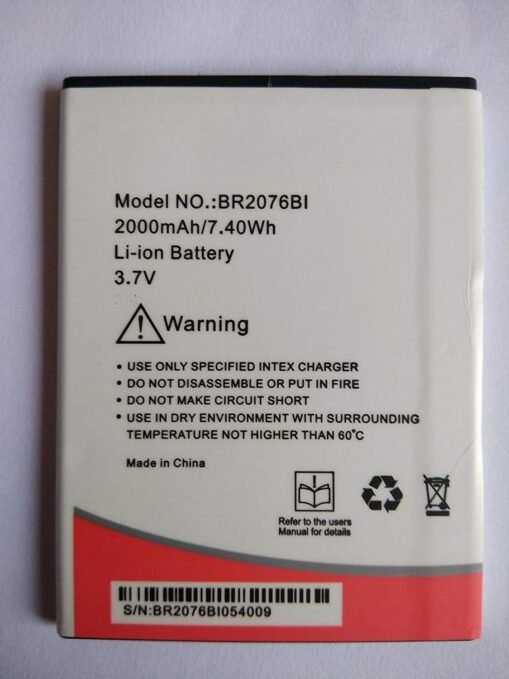 Model NO.:BR2076BI
2000mAh/7.40Wh
Li-ion Battery
3.7V
Warning
• USE ONLY SPECIFIED INTEX CHARGER
• DO NOT DISASSEMBLE OR PUT IN FIRE
• DO NOT MAKE CIRCUIT SHORT
• USE IN DRY ENVIRONMENT WITH SURROUNDING
TEMPERATURE NOT HIGHER THAN 60°C
Made in China
Refer to the users
Manual for details
S/N:BR2076BI054009